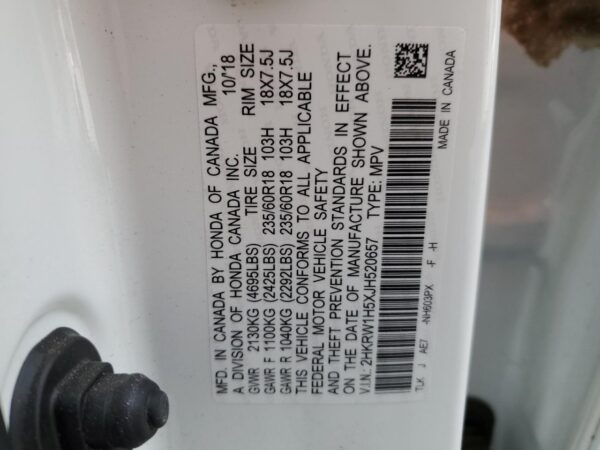 MFD. IN CANADA BY HONDA OF CANADA MFG.,
A DIVISION OF HONDA CANADA INC. 10/18
GVWR 2130KG (4695LBS) TIRE SIZE RIM SIZE
GAWR F 1100KG (2425LBS) 235/60R18 103H 18X7.5J
GAWR R 1040KG (2292LBS) 235/60R18 103H 18X7.5J
THIS VEHICLE CONFORMS TO ALL APPLICABLE
FEDERAL MOTOR VEHICLE SAFETY
AND THEFT PREVENTION STANDARDS IN EFFECT
ON THE DATE OF MANUFACTURE SHOWN ABOVE.
V.I.N.: 2HKRW1H5XJH520657 TYPE: MPV
TLK J AE7 -NH603PX -F -H MADE IN CANADA